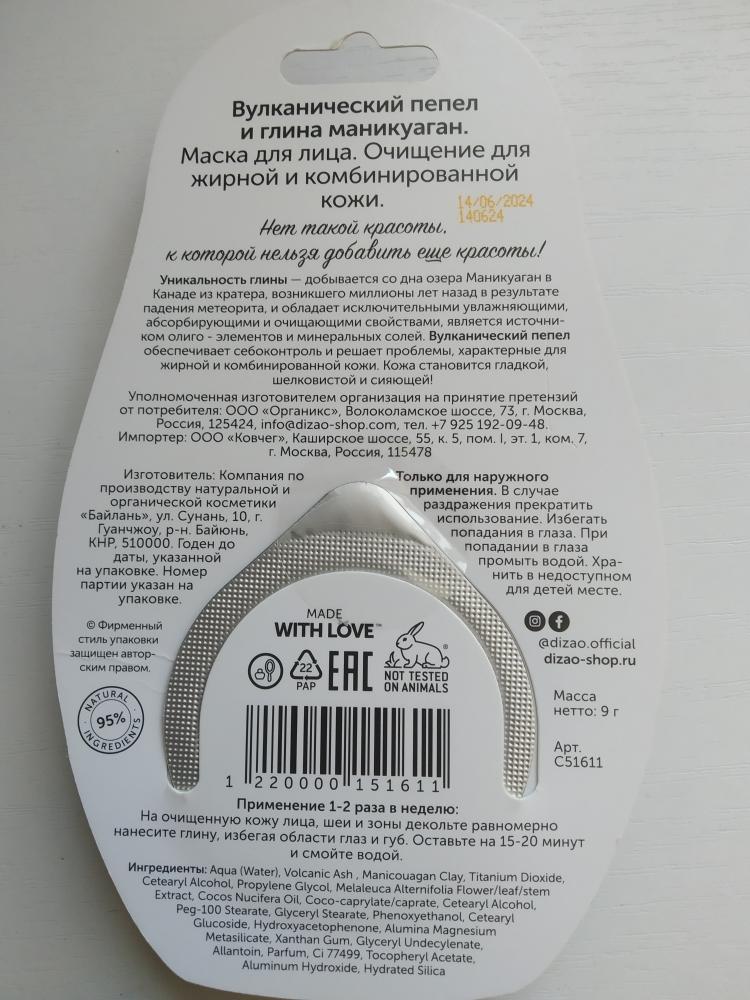 Вулканический пепел
и глина маникуаган.
Маска для лица. Очищение для
жирной и комбинированной
кожи.
14/06/2024
140624
Нет такой красоты,
к которой нельзя добавить еще красоты!
Уникальность глины — добывается со дна озера Маникуаган в
Канаде из кратера, возникшего миллионы лет назад в результате
падения метеорита, и обладает исключительными увлажняющими,
абсорбирующими и очищающими свойствами, является источни-
ком олиго - элементов и минеральных солей. Вулканический пепел
обеспечивает себоконтроль и решает проблемы, характерные для
жирной и комбинированной кожи. Кожа становится гладкой,
шелковистой и сияющей!
Уполномоченная изготовителем организация на принятие претензий
от потребителя: ООО «Органикс», Волоколамское шоссе, 73, г. Москва,
Россия, 125424, info@dizao-shop.com, тел. +7 925 192-09-48.
Импортер: ООО «Ковчег», Каширское шоссе, 55, к. 5, пом. I, эт. 1, ком. 7,
г. Москва, Россия, 115478
Изготовитель: Компания по
производству натуральной и
органической косметики
«Байлань», ул. Сунань, 10, г.
Гуанчжоу, р-н. Байюнь,
КНР, 510000. Годен до
даты, указанной
на упаковке. Номер
партии указан на
упаковке.
Только для наружного
применения. В случае
раздражения прекратить
использование. Избегать
попадания в глаза. При
попадании в глаза
промыть водой. Хра-
нить в недоступном
для детей месте.
© Фирменный
стиль упаковки
защищен автор-
ским правом.
NATURAL
95%
INGREDIENTS
MADE
WITH LOVE™
22
PAP
EAC
NOT TESTED
ON ANIMALS
®
@dizao.official
dizao-shop.ru
Масса
нетто: 9 г
Арт.
C51611
1 220000 151611
Применение 1-2 раза в неделю:
На очищенную кожу лица, шеи и зоны декольте равномерно
нанесите глину, избегая области глаз и губ. Оставьте на 15-20 минут
и смойте водой.
Ингредиенты: Aqua (Water), Volcanic Ash , Manicouagan Clay, Titanium Dioxide,
Cetearyl Alcohol, Propylene Glycol, Melaleuca Alternifolia Flower/leaf/stem
Extract, Cocos Nucifera Oil, Coco-caprylate/caprate, Cetearyl Alcohol,
Peg-100 Stearate, Glyceryl Stearate, Phenoxyethanol, Cetearyl
Glucoside, Hydroxyacetophenone, Alumina Magnesium
Metasilicate, Xanthan Gum, Glyceryl Undecylenate,
Allantoin, Parfum, Ci 77499, Tocopheryl Acetate,
Aluminum Hydroxide, Hydrated Silica